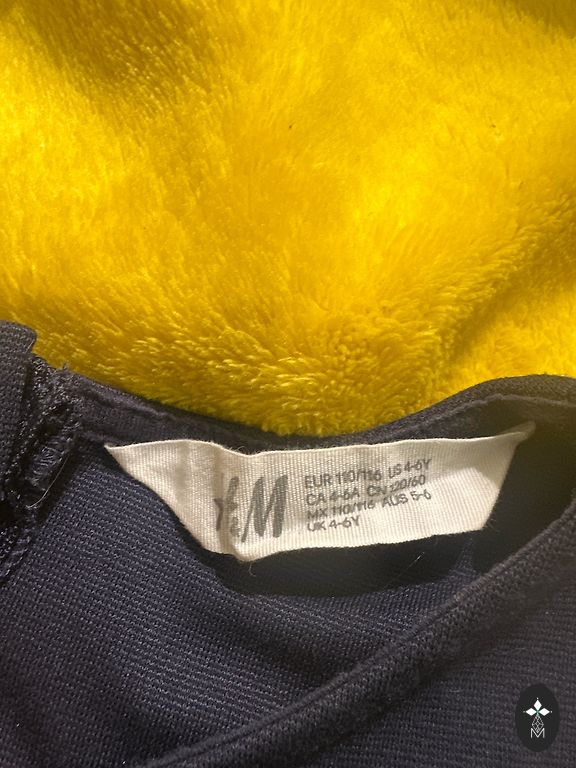 H&M
EUR 110/116 US 4-6Y
CA 4-6A CN 120/60
MX 110/116 AUS 5-6
UK 4-6Y
M